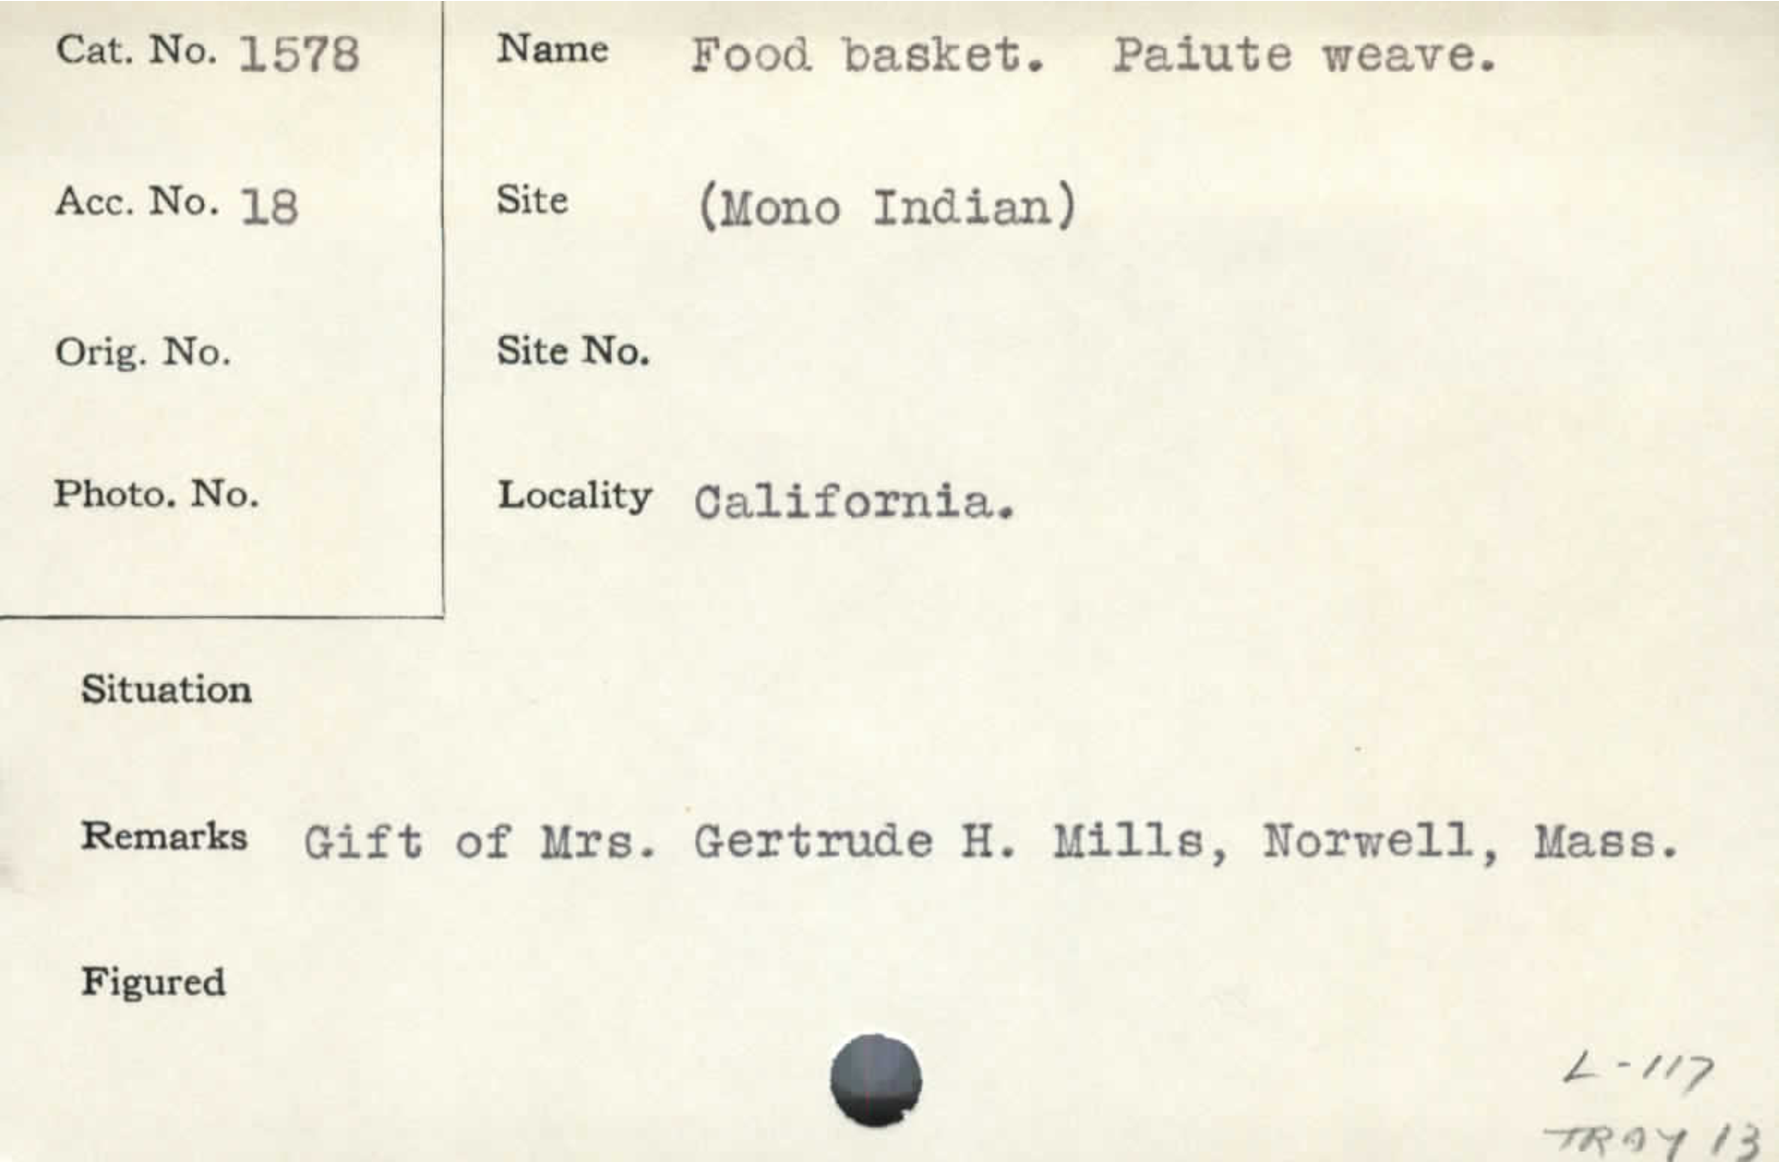 Cat. No. 1578
Name Food basket. Paiute weave.
Acc. No. 18
Site (Mono Indian)
Orig. No.
Site No.
Photo. No.
Locality California.
Situation
Remarks Gift of Mrs. Gertrude H. Mills, Norwell, Mass.
Figured
L-117
TRAY 13